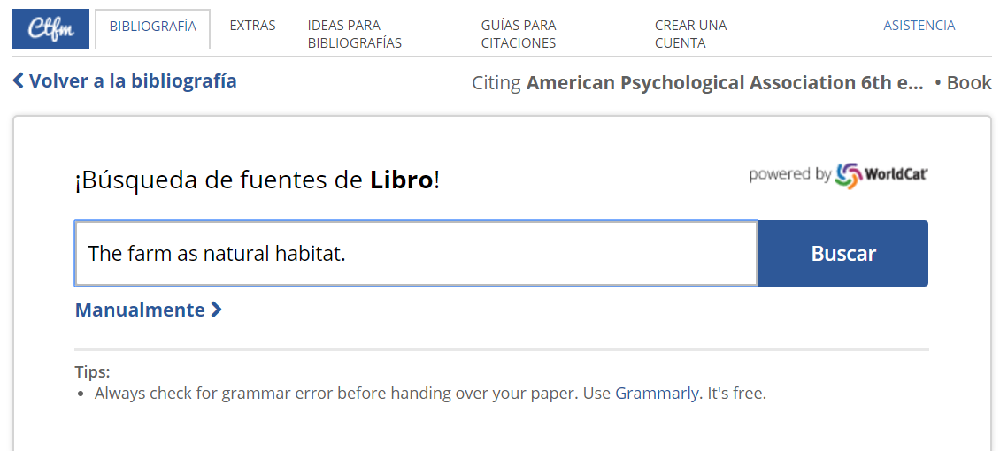 Ctfm
BIBLIOGRAFÍA
EXTRAS
IDEAS PARA
BIBLIOGRAFÍAS
GUÍAS PARA
CITACIONES
CREAR UNA
CUENTA
ASISTENCIA
Volver a la bibliografía
Citing American Psychological Association 6th e... • Book
¡Búsqueda de fuentes de Libro!
powered by WorldCat
The farm as natural habitat.
Buscar
Manualmente
Tips:
• Always check for grammar error before handing over your paper. Use Grammarly. It's free.